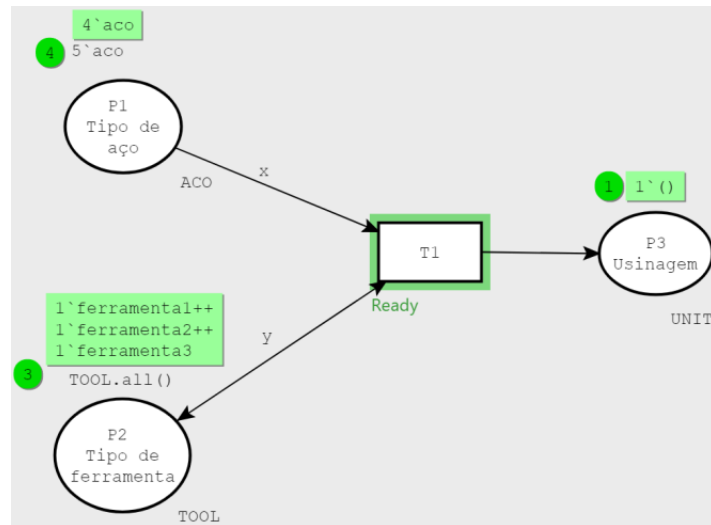 4`aco
4
5`aco
P1
Tipo de
aço
ACO
x
1
1`()
T1
P3
Usinagem
Ready
UNIT
1`ferramenta1++
1`ferramenta2++
1`ferramenta3
y
3
TOOL.all()
P2
Tipo de
ferramenta
TOOL